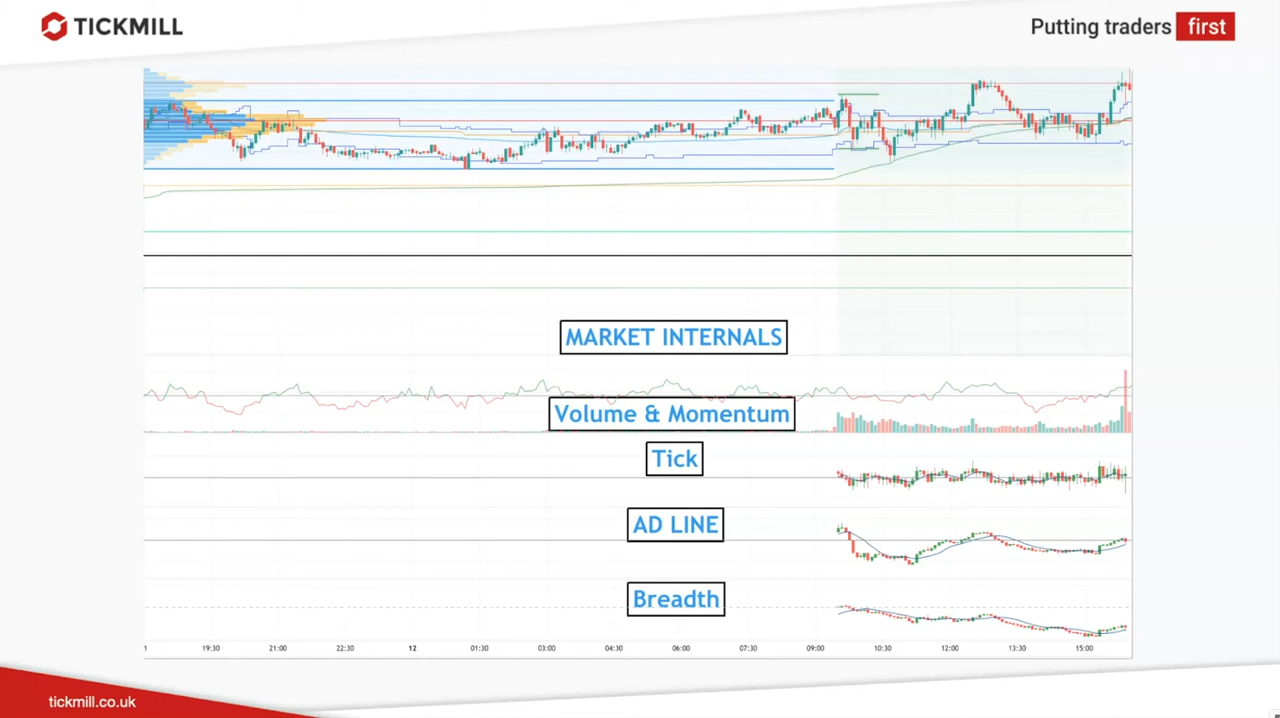 TICKMILL
Putting traders first
MARKET INTERNALS
Volume & Momentum
Tick
AD LINE
Breadth
1 19:30 21:00 22:30 12 01:30 03:00 04:30 06:00 07:30 09:00 10:30 12:00 13:30 15:00
tickmill.co.uk